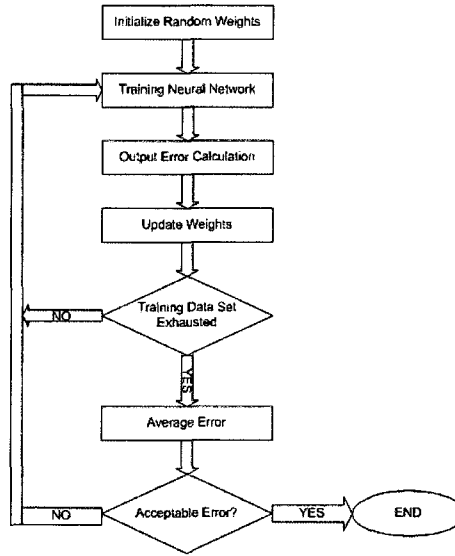 Initialize Random Weights
Training Neural Network
Output Error Calculation
Update Weights
Training Data Set
Exhausted
NO
YES
Average Error
Acceptable Error?
NO
YES
END